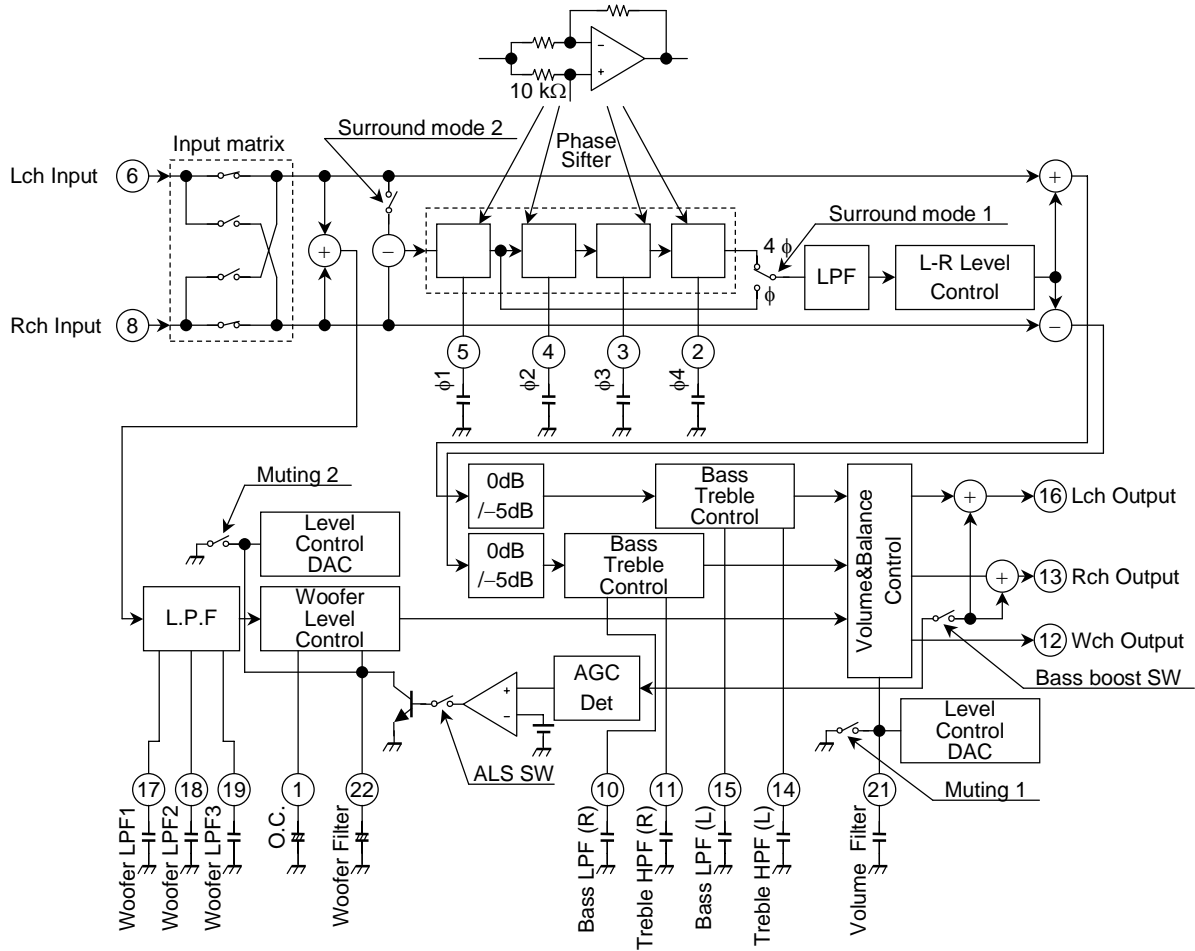 10 kΩ
Surround mode 2
Input matrix
Phase
Sifter
Lch Input
6
+
+
−
−
+
Surround mode 1
4 ϕ
ϕ
LPF
L-R Level
Control
Rch Input
8
−
5
4
3
2
ϕ1
ϕ2
ϕ3
ϕ4
Muting 2
Level
Control
DAC
0dB
/−5dB
Bass
Treble
Control
0dB
/−5dB
Bass
Treble
Control
Volume&Balance
Control
+
16
Lch Output
+
13
Rch Output
12
Wch Output
Bass boost SW
L.P.F
Woofer
Level
Control
+
−
AGC
Det
ALS SW
Level
Control
DAC
Muting 1
17
18
19
1
22
10
11
15
14
21
Woofer LPF1
Woofer LPF2
Woofer LPF3
O.C.
Woofer Filter
Bass LPF (R)
Treble HPF (R)
Bass LPF (L)
Treble HPF (L)
Volume Filter